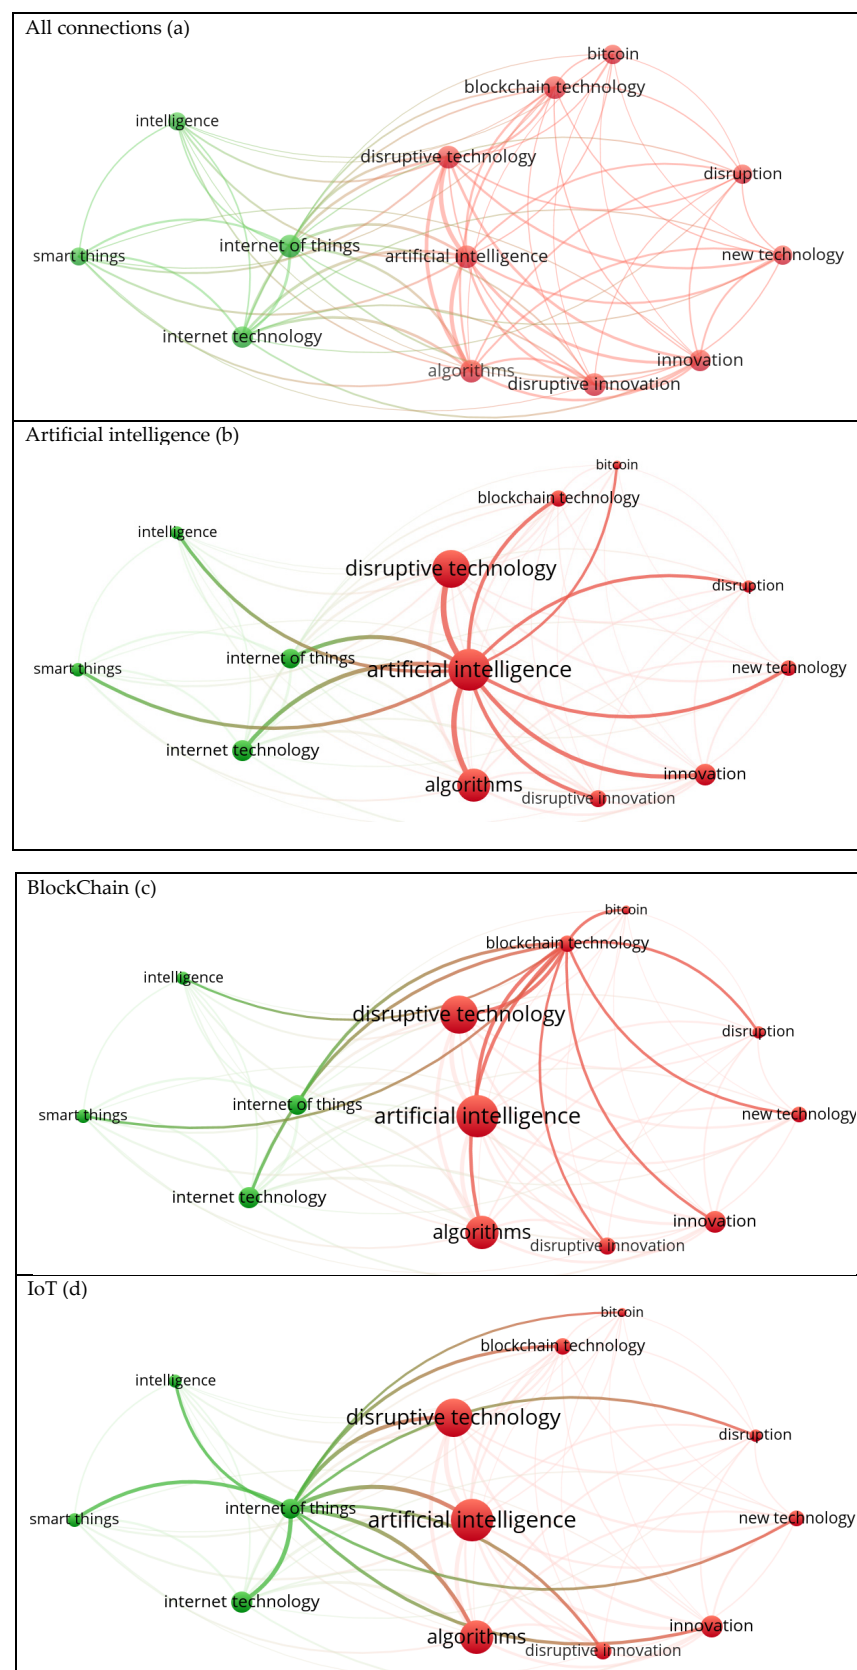 All connections (a)
bitcoin
blockchain technology
intelligence
disruptive technology
disruption
internet of things
smart things
artificial intelligence
new technology
internet technology
innovation
algorithms
disruptive innovation
Artificial intelligence (b)
bitcoin
blockchain technology
intelligence
disruptive technology
disruption
internet of things
smart things
artificial intelligence
new technology
internet technology
innovation
algorithms
disruptive innovation
BlockChain (c)
bitcoin
blockchain technology
intelligence
disruptive technology
disruption
internet of things
smart things
artificial intelligence
new technology
internet technology
innovation
algorithms
disruptive innovation
IoT (d)
bitcoin
blockchain technology
intelligence
disruptive technology
disruption
internet of things
smart things
artificial intelligence
new technology
internet technology
innovation
algorithms
disruptive innovation